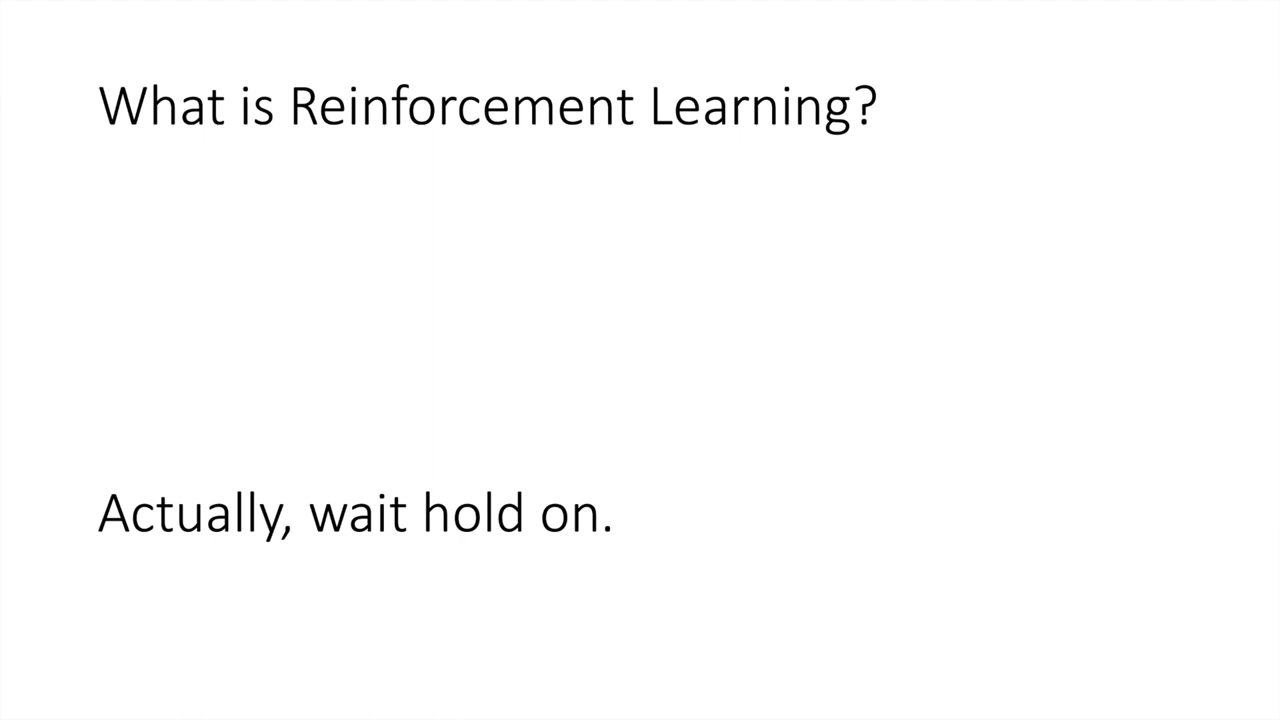 What is Reinforcement Learning?
Actually, wait hold on.